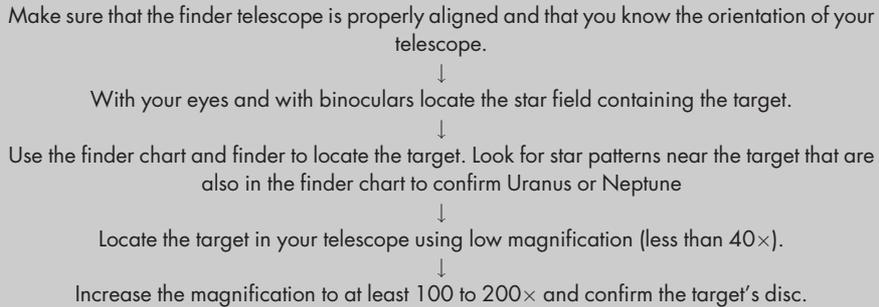 Make sure that the finder telescope is properly aligned and that you know the orientation of your
telescope.
↓
With your eyes and with binoculars locate the star field containing the target.
↓
Use the finder chart and finder to locate the target. Look for star patterns near the target that are
also in the finder chart to confirm Uranus or Neptune
↓
Locate the target in your telescope using low magnification (less than 40×).
↓
Increase the magnification to at least 100 to 200× and confirm the target's disc.